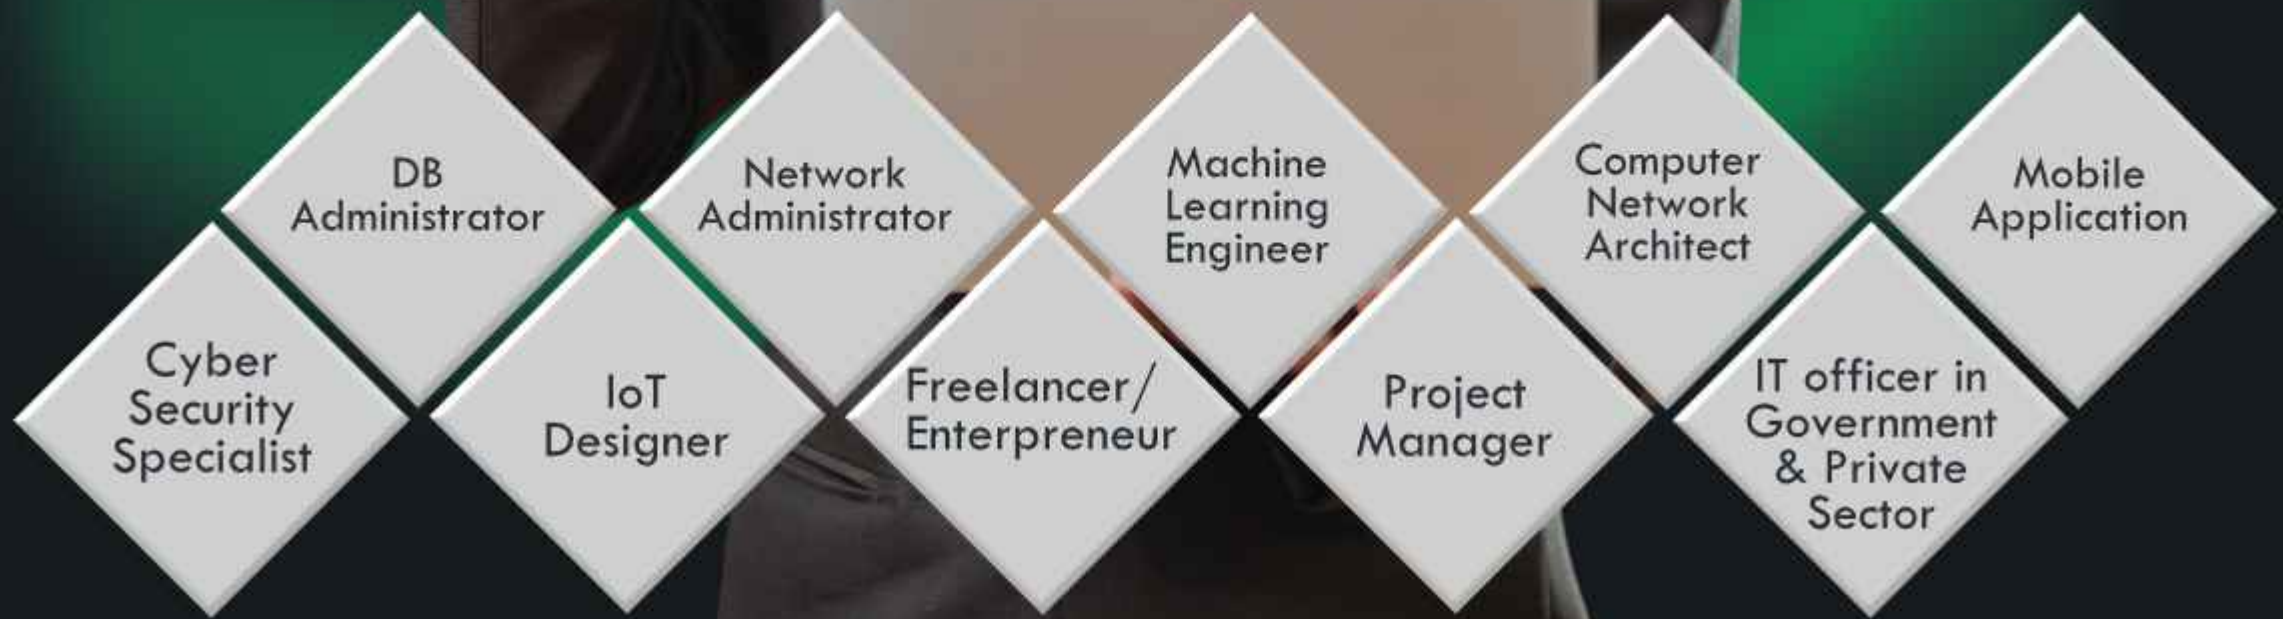 DB
Administrator
Network
Administrator
Machine
Learning
Engineer
Computer
Network
Architect
Mobile
Application
Cyber
Security
Specialist
IoT
Designer
Freelancer/
Enterpreneur
Project
Manager
IT officer in
Government
& Private
Sector